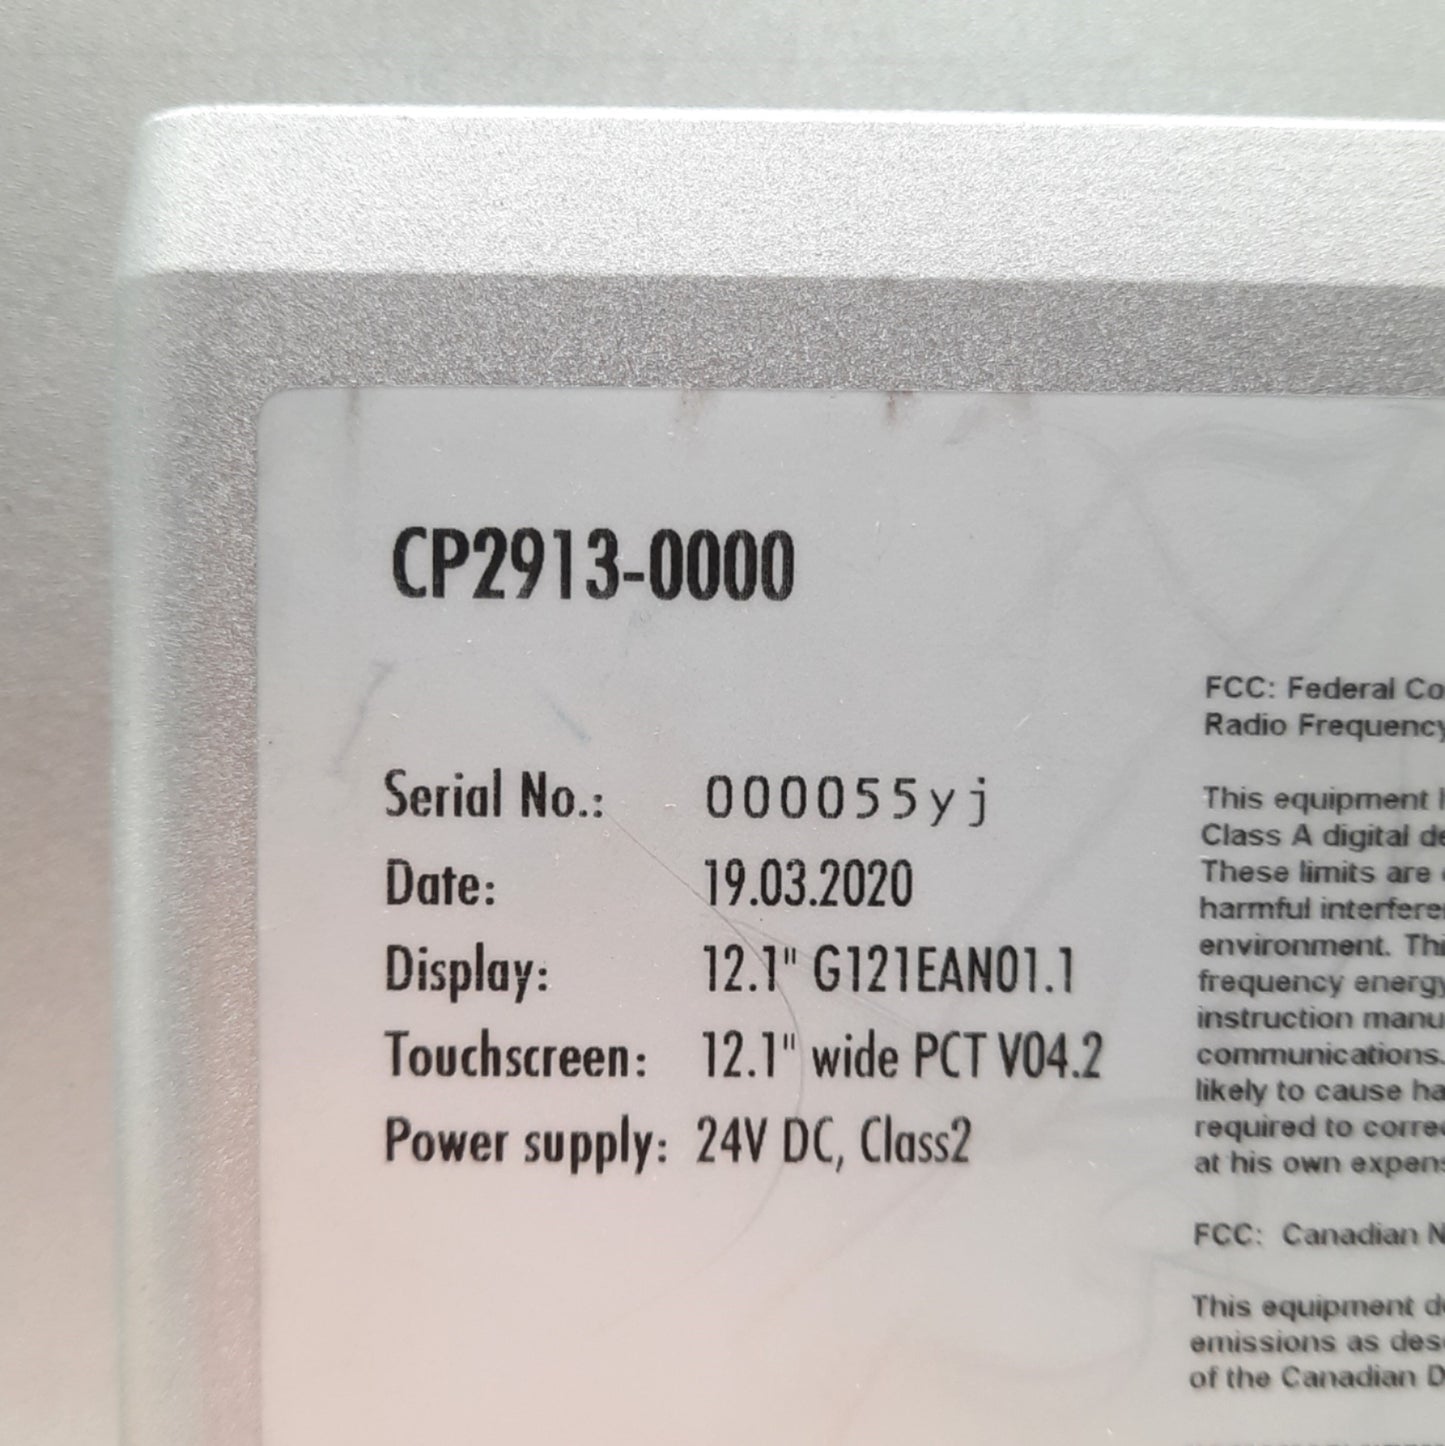 CP2913-0000
Serial No.: 000055yj
Date: 19.03.2020
Display: 12.1" G121EAN01.1
Touchscreen: 12.1" wide PCT V04.2
Power supply: 24V DC, Class2
FCC: Federal
Radio Frequency
This equipment
Class A digital
These limits are
harmful
environment.
frequency energy
instruction
communications.
likely to cause
required to
at his own
FCC: Canadian
This equipment
emissions as
of the Canadian